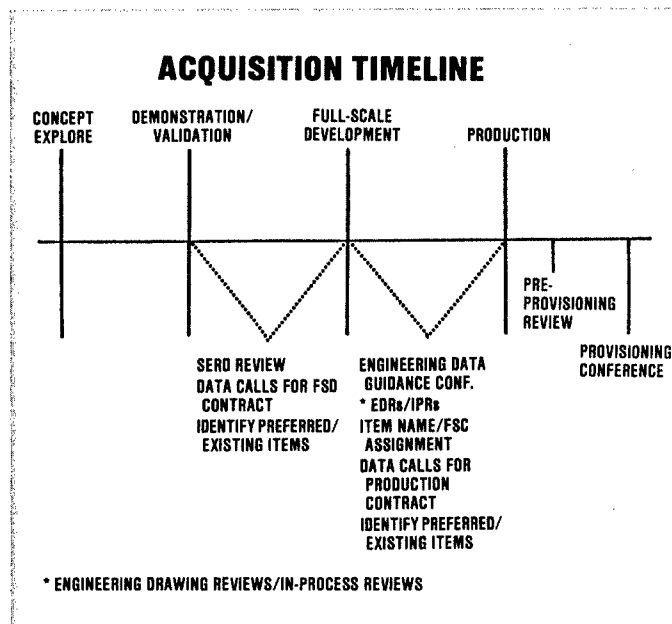 ACQUISITION TIMELINE
CONCEPT
EXPLORE
DEMONSTRATION/
VALIDATION
FULL-SCALE
DEVELOPMENT
PRODUCTION
PRE-
PROVISIONING
REVIEW
PROVISIONING
CONFERENCE
SERD REVIEW
DATA CALLS FOR FSD
CONTRACT
IDENTIFY PREFERRED/
EXISTING ITEMS
ENGINEERING DATA
GUIDANCE CONF.
* EDRs/IPRs
ITEM NAME/FSC
ASSIGNMENT
DATA CALLS FOR
PRODUCTION
CONTRACT
IDENTIFY PREFERRED/
EXISTING ITEMS
* ENGINEERING DRAWING REVIEWS/IN-PROCESS REVIEWS